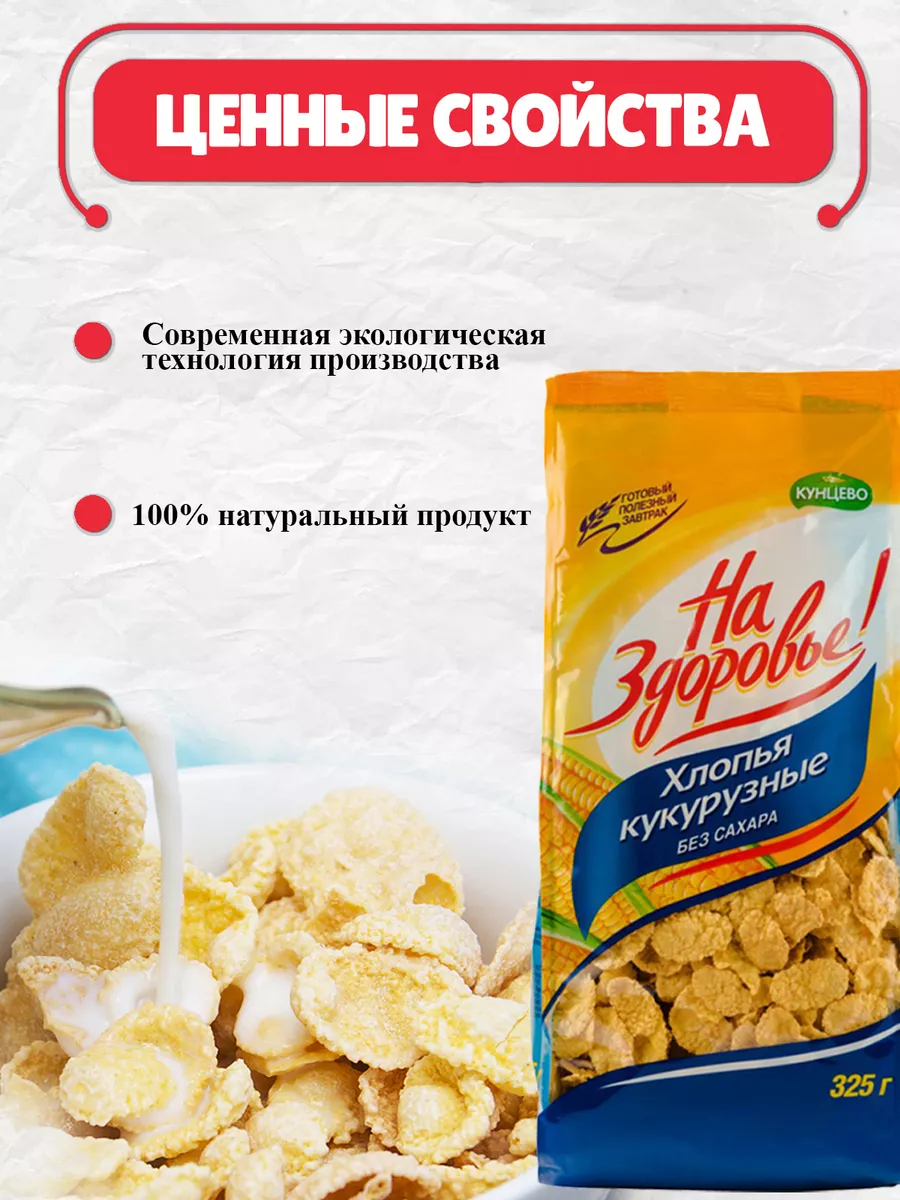 ЦЕННЫЕ СВОЙСТВА
Современная экологическая
технология производства
100% натуральный продукт
ГОТОВЫЙ
ПОЛЕЗНЫЙ
ЗАВТРАК
КУНЦЕВО
На
Здоровье!
Хлопья
кукурузные
БЕЗ САХАРА
325 г